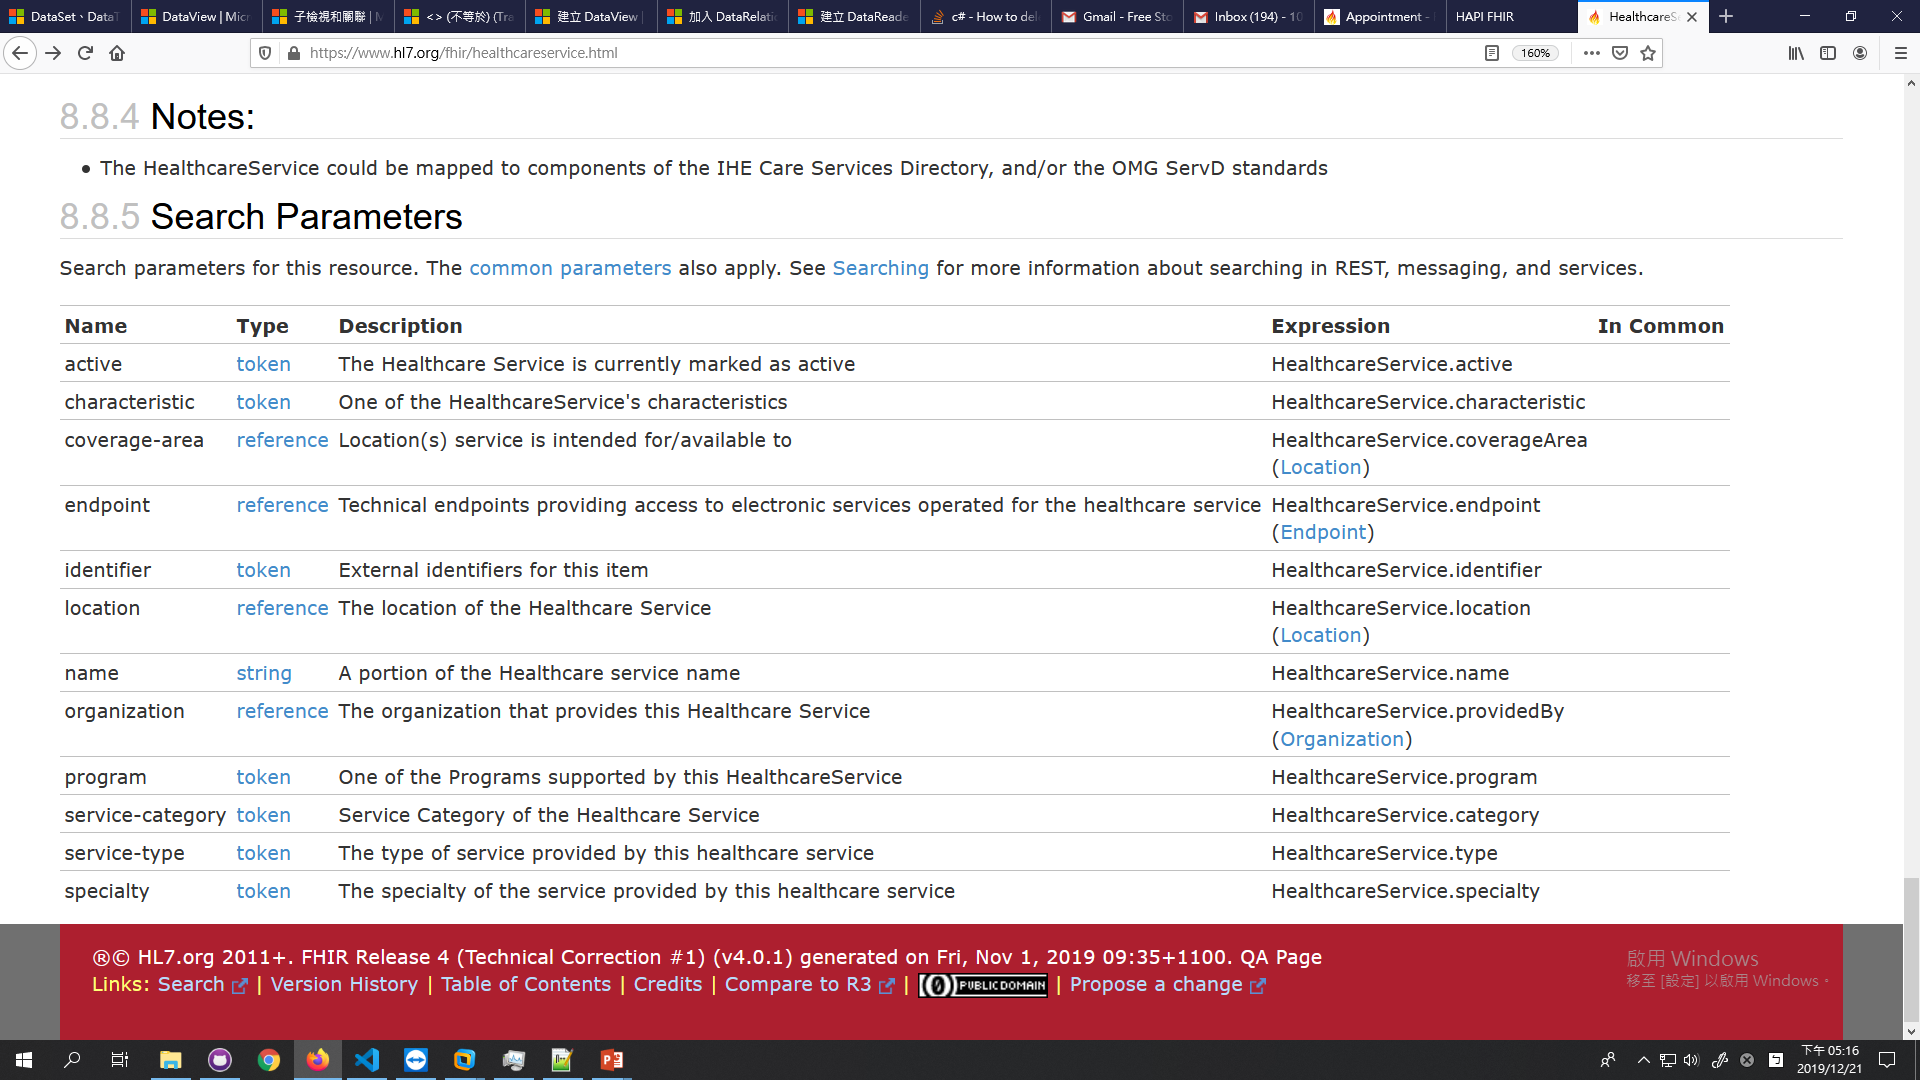 DataSet、DataT
DataView | Micr
子檢視和關聯 | M
<> (不等於) (Tra
建立 DataView |
加入 DataRelati
建立 DataReade
c# - How to del
Gmail - Free Sto
Inbox (194) - 10
Appointment -
HAPI FHIR
HealthcareSe
https://www.hl7.org/fhir/healthcareservice.html
160%
8.8.4 Notes:
• The HealthcareService could be mapped to components of the IHE Care Services Directory, and/or the OMG ServD standards
8.8.5 Search Parameters
Search parameters for this resource. The common parameters also apply. See Searching for more information about searching in REST, messaging, and services.
Name Type Description Expression In Common
active token The Healthcare Service is currently marked as active HealthcareService.active
characteristic token One of the HealthcareService's characteristics HealthcareService.characteristic
coverage-area reference Location(s) service is intended for/available to HealthcareService.coverageArea
(Location)
endpoint reference Technical endpoints providing access to electronic services operated for the healthcare service HealthcareService.endpoint
(Endpoint)
identifier token External identifiers for this item HealthcareService.identifier
location reference The location of the Healthcare Service HealthcareService.location
(Location)
name string A portion of the Healthcare service name HealthcareService.name
organization reference The organization that provides this Healthcare Service HealthcareService.providedBy
(Organization)
program token One of the Programs supported by this HealthcareService HealthcareService.program
service-category token Service Category of the Healthcare Service HealthcareService.category
service-type token The type of service provided by this healthcare service HealthcareService.type
specialty token The specialty of the service provided by this healthcare service HealthcareService.specialty
®© HL7.org 2011+. FHIR Release 4 (Technical Correction #1) (v4.0.1) generated on Fri, Nov 1, 2019 09:35+1100. QA Page
Links: Search | Version History | Table of Contents | Credits | Compare to R3 | PUBLIC DOMAIN | Propose a change
啟用 Windows
移至 [設定] 以啟用 Windows。
下午 05:16
2019/12/21